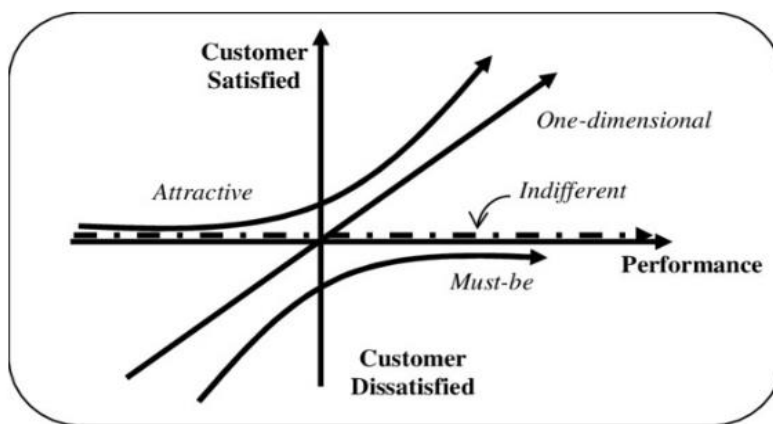 Customer
Satisfied
One-dimensional
Attractive
Indifferent
Performance
Must-be
Customer
Dissatisfied